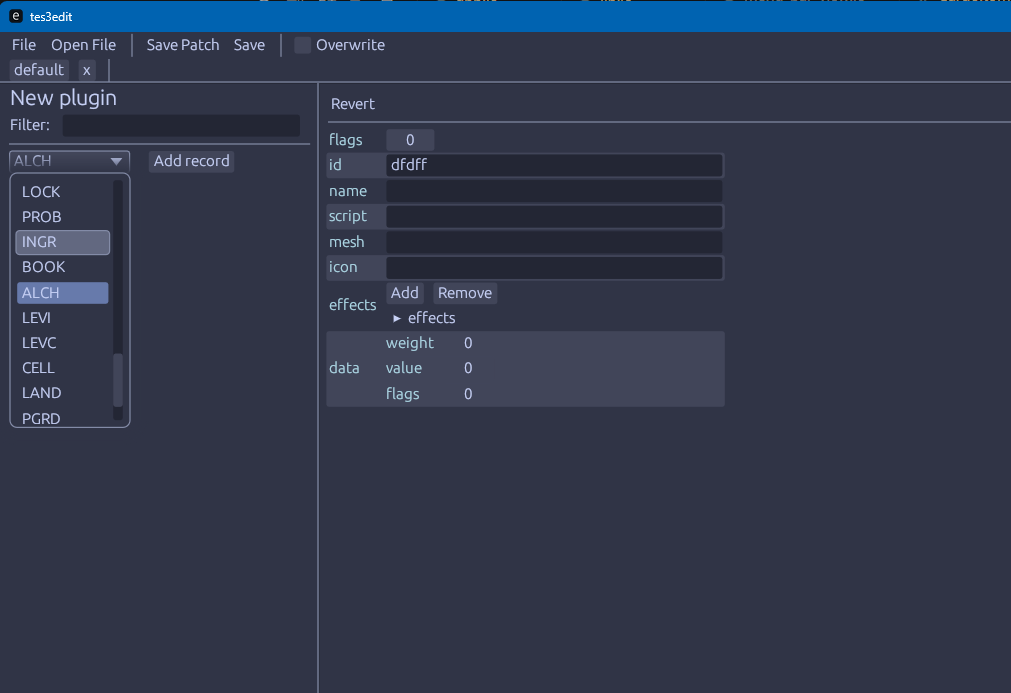 e tes3edit
File Open File Save Patch Save Overwrite
default x
New plugin
Filter:
ALCH Add record
LOCK
PROB
INGR
BOOK
ALCH
LEVI
LEVC
CELL
LAND
PGRD
Revert
flags 0
id dfdff
name
script
mesh
icon
effects Add Remove
effects
data weight 0
value 0
flags 0